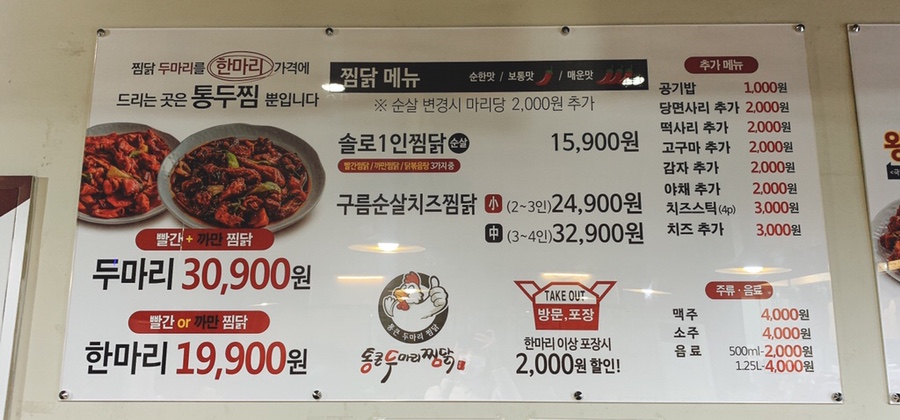 찜닭 두마리를 한마리 가격에
드리는 곳은 통두찜 뿐입니다
빨간 + 까만 찜닭
두마리 30,900원
빨간 or 까만 찜닭
한마리 19,900원
찜닭 메뉴 순한맛 / 보통맛 / 매운맛
※ 순살 변경시 마리당 2,000원 추가
솔로1인찜닭 순살 15,900원
빨간찜닭 / 까만찜닭 / 닭볶음탕 3가지 중
구름순살치즈찜닭 小 (2~3인) 24,900원
中 (3~4인) 32,900원
통큰 두마리 찜닭
통큰두마리찜닭
TAKE OUT
방문,포장
한마리 이상 포장시
2,000원 할인!
추가 메뉴
공기밥 1,000원
당면사리 추가 2,000원
떡사리 추가 2,000원
고구마 추가 2,000원
감자 추가 2,000원
야채 추가 2,000원
치즈스틱 (4p) 3,000원
치즈 추가 3,000원
주류 · 음료
맥주 4,000원
소주 4,000원
음료 500ml-2,000원
1.25L-4,000원